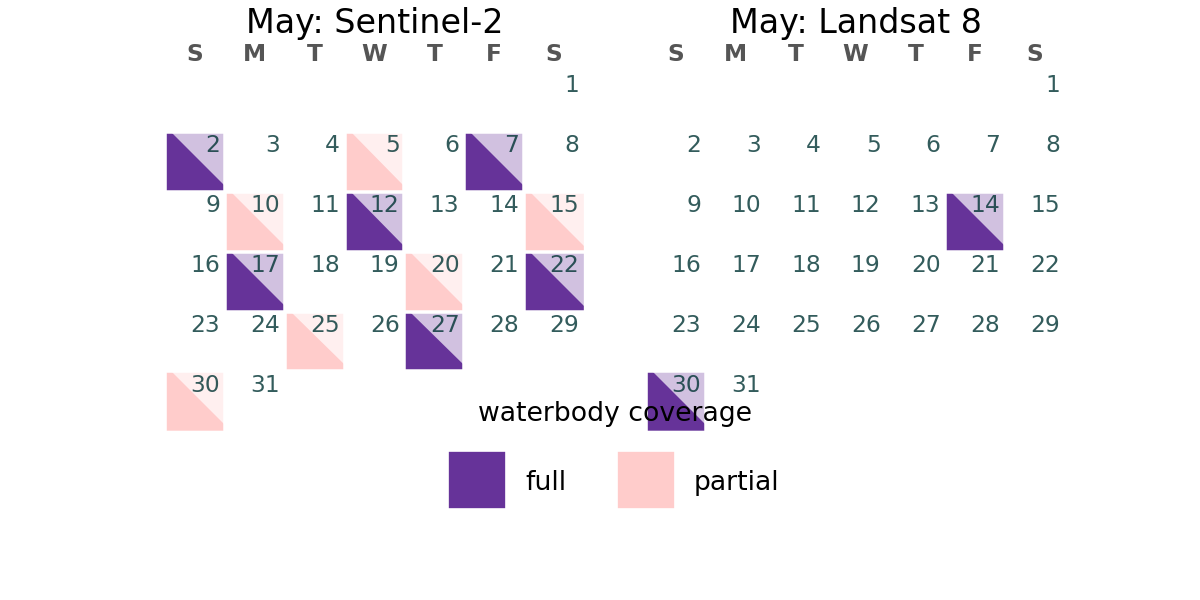 May: Sentinel-2
S M T W T F S
1
2 3 4 5 6 7 8
9 10 11 12 13 14 15
16 17 18 19 20 21 22
23 24 25 26 27 28 29
30 31
May: Landsat 8
S M T W T F S
1
2 3 4 5 6 7 8
9 10 11 12 13 14 15
16 17 18 19 20 21 22
23 24 25 26 27 28 29
30 31
waterbody coverage
full
partial